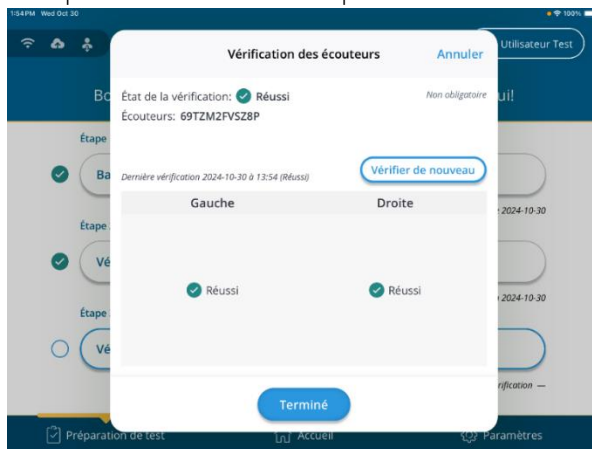 1:54 PM Wed Oct 30
100%
Vérification des écouteurs
Annuler
Utilisateur Test
Bo
ui!
État de la vérification: Réussi
Non obligatoire
Écouteurs: 69TZM2FVSZ8P
Étape
Ba
Dernière vérification 2024-10-30 à 13:54 (Réussi)
Vérifier de nouveau
Gauche
Droite
2024-10-30
Étape
Vé
Réussi
Réussi
2024-10-30
Étape
Vé
rification —
Terminé
Préparation de test
Accueil
Paramètres